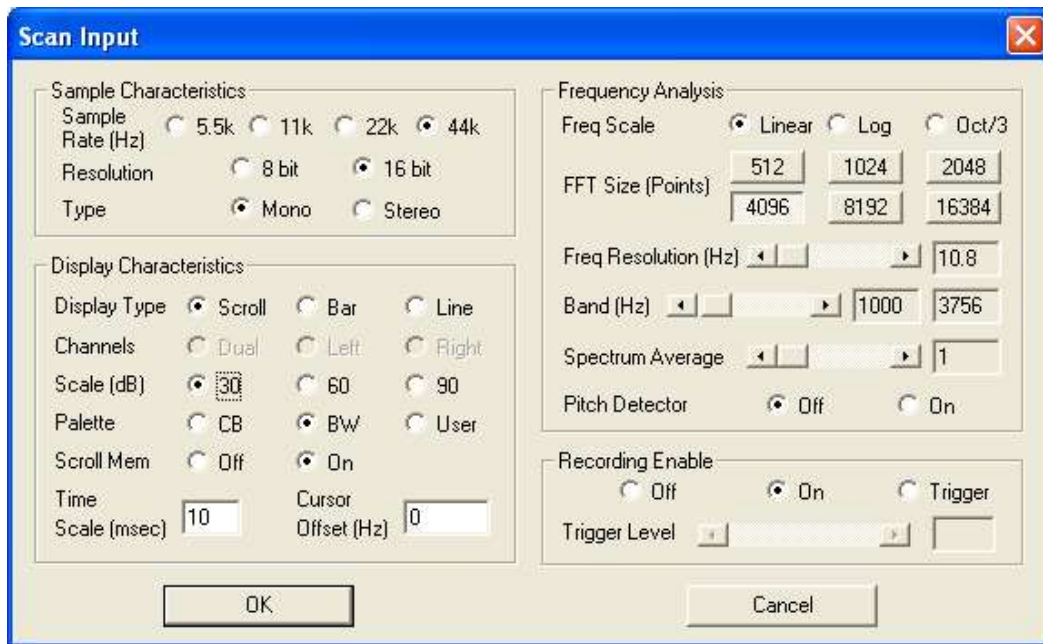 Scan Input
Sample Characteristics
Sample Rate (Hz) 5.5k 11k 22k 44k
Resolution 8 bit 16 bit
Type Mono Stereo
Display Characteristics
Display Type Scroll Bar Line
Channels Dual Left Right
Scale (dB) 30 60 90
Palette CB BW User
Scroll Mem Off On
Time Scale (msec) 10 Cursor Offset (Hz) 0
Frequency Analysis
Freq Scale Linear Log Oct/3
FFT Size (Points) 512 1024 2048
4096 8192 16384
Freq Resolution (Hz) 10.8
Band (Hz) 1000 3756
Spectrum Average 1
Pitch Detector Off On
Recording Enable
Off On Trigger
Trigger Level
OK Cancel